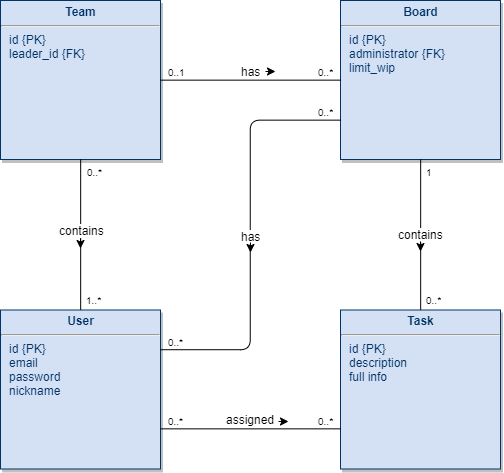 Team
id {PK}
leader_id {FK}
Board
id {PK}
administrator {FK}
limit_wip
0..1
has
0..*
0..*
0..*
contains
1..*
has
1
contains
0..*
User
id {PK}
email
password
nickname
0..*
0..*
assigned
0..*
Task
id {PK}
description
full info